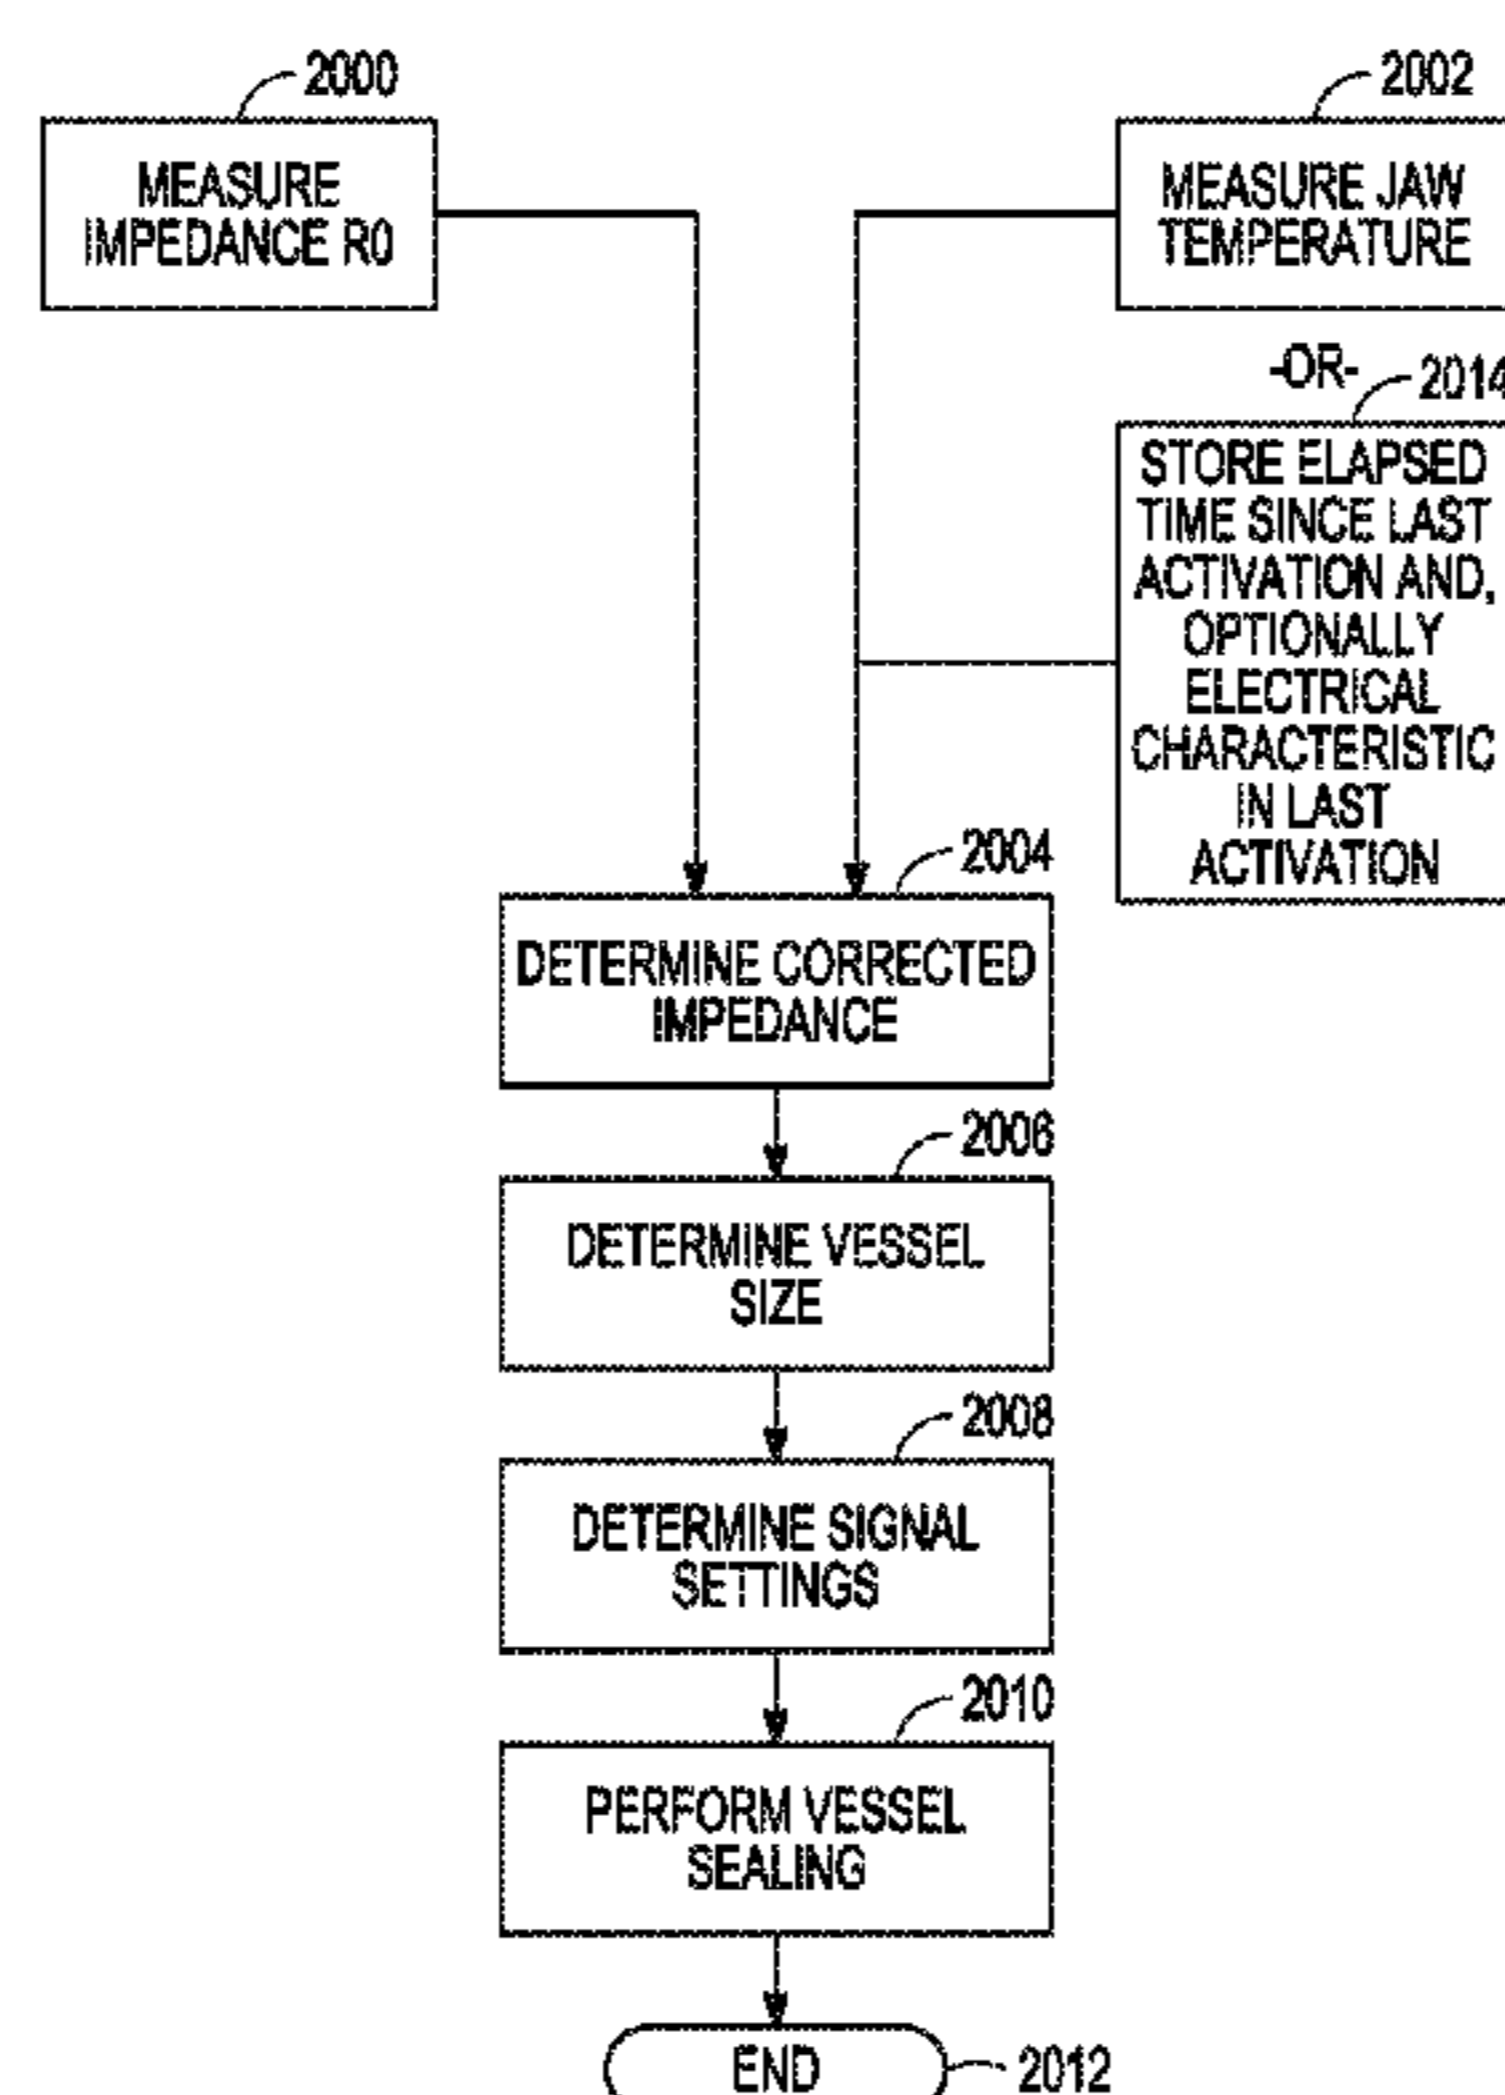 2000
MEASURE
IMPEDANCE R0
2002
MEASURE JAW
TEMPERATURE
-OR-
2014
STORE ELAPSED
TIME SINCE LAST
ACTIVATION AND,
OPTIONALLY
ELECTRICAL
CHARACTERISTIC
IN LAST
ACTIVATION
2004
DETERMINE CORRECTED
IMPEDANCE
2006
DETERMINE VESSEL
SIZE
2008
DETERMINE SIGNAL
SETTINGS
2010
PERFORM VESSEL
SEALING
END
2012